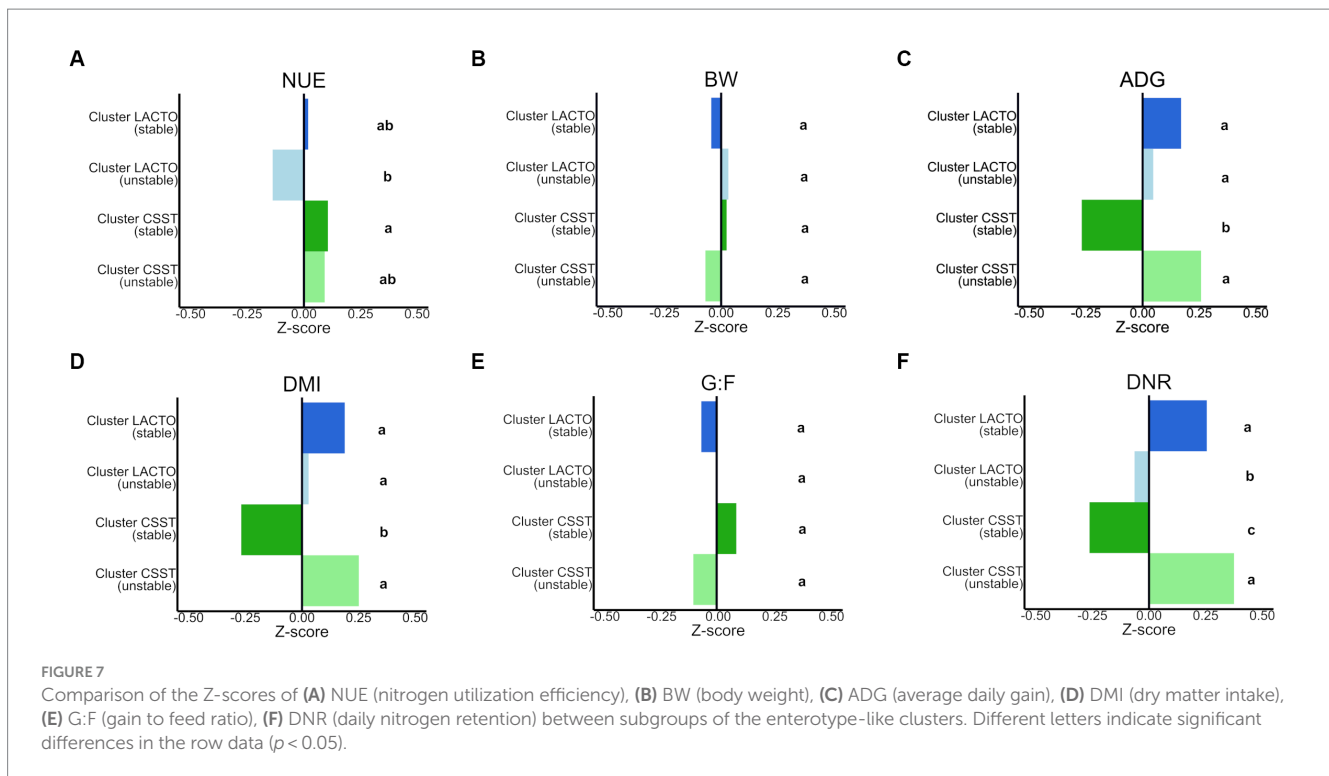 A
NUE
Cluster LACTO
(stable)
ab
Cluster LACTO
(unstable)
b
Cluster CSST
(stable)
a
Cluster CSST
(unstable)
ab
-0.50 -0.25 0.00 0.25 0.50
Z-score
B
BW
Cluster LACTO
(stable)
a
Cluster LACTO
(unstable)
a
Cluster CSST
(stable)
a
Cluster CSST
(unstable)
a
-0.50 -0.25 0.00 0.25 0.50
Z-score
C
ADG
Cluster LACTO
(stable)
a
Cluster LACTO
(unstable)
a
Cluster CSST
(stable)
b
Cluster CSST
(unstable)
a
-0.50 -0.25 0.00 0.25 0.50
Z-score
D
DMI
Cluster LACTO
(stable)
a
Cluster LACTO
(unstable)
a
Cluster CSST
(stable)
b
Cluster CSST
(unstable)
a
-0.50 -0.25 0.00 0.25 0.50
Z-score
E
G:F
Cluster LACTO
(stable)
a
Cluster LACTO
(unstable)
a
Cluster CSST
(stable)
a
Cluster CSST
(unstable)
a
-0.50 -0.25 0.00 0.25 0.50
Z-score
F
DNR
Cluster LACTO
(stable)
a
Cluster LACTO
(unstable)
b
Cluster CSST
(stable)
c
Cluster CSST
(unstable)
a
-0.50 -0.25 0.00 0.25 0.50
Z-score
FIGURE 7
Comparison of the Z-scores of (A) NUE (nitrogen utilization efficiency), (B) BW (body weight), (C) ADG (average daily gain), (D) DMI (dry matter intake),
(E) G:F (gain to feed ratio), (F) DNR (daily nitrogen retention) between subgroups of the enterotype-like clusters. Different letters indicate significant
differences in the row data (p < 0.05).